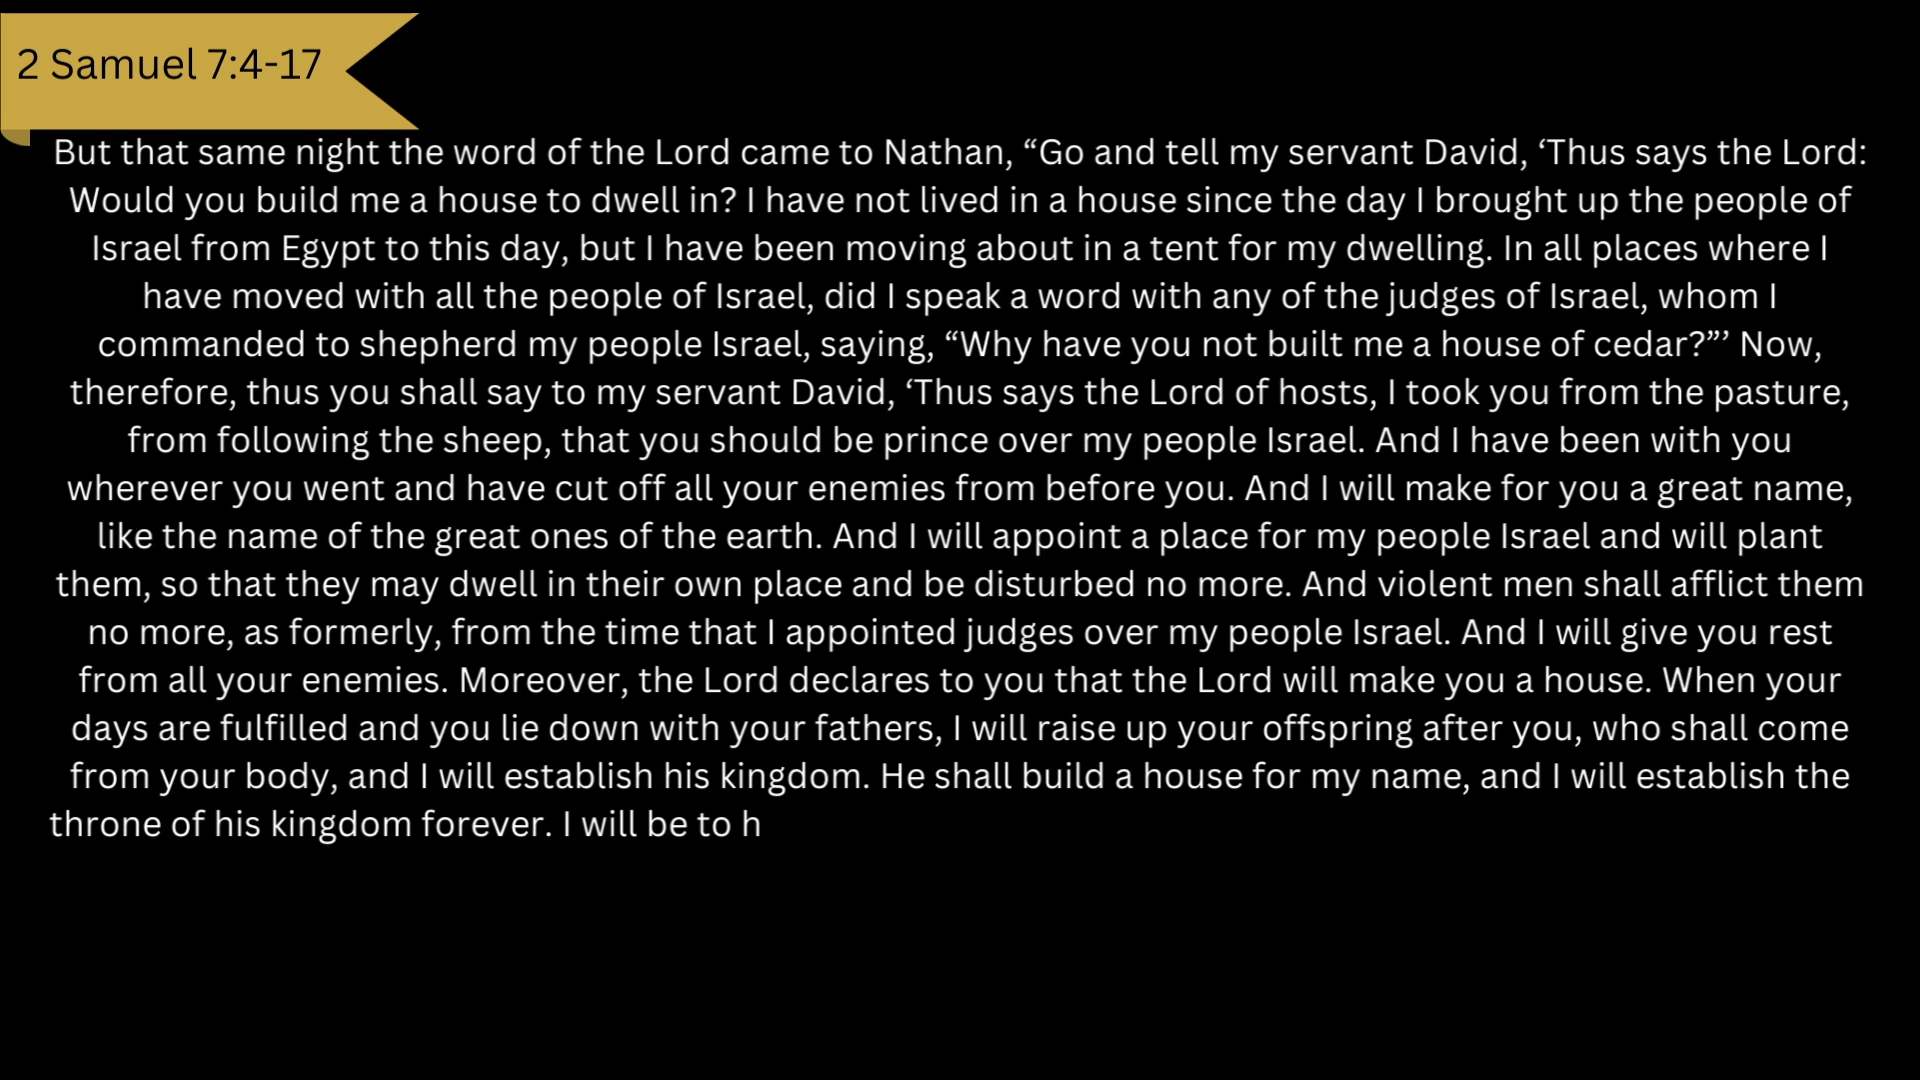 2 Samuel 7:4-17
But that same night the word of the Lord came to Nathan, “Go and tell my servant David, ‘Thus says the Lord:
Would you build me a house to dwell in? I have not lived in a house since the day I brought up the people of
Israel from Egypt to this day, but I have been moving about in a tent for my dwelling. In all places where I
have moved with all the people of Israel, did I speak a word with any of the judges of Israel, whom I
commanded to shepherd my people Israel, saying, “Why have you not built me a house of cedar?”’ Now,
therefore, thus you shall say to my servant David, ‘Thus says the Lord of hosts, I took you from the pasture,
from following the sheep, that you should be prince over my people Israel. And I have been with you
wherever you went and have cut off all your enemies from before you. And I will make for you a great name,
like the name of the great ones of the earth. And I will appoint a place for my people Israel and will plant
them, so that they may dwell in their own place and be disturbed no more. And violent men shall afflict them
no more, as formerly, from the time that I appointed judges over my people Israel. And I will give you rest
from all your enemies. Moreover, the Lord declares to you that the Lord will make you a house. When your
days are fulfilled and you lie down with your fathers, I will raise up your offspring after you, who shall come
from your body, and I will establish his kingdom. He shall build a house for my name, and I will establish the
throne of his kingdom forever. I will be to h